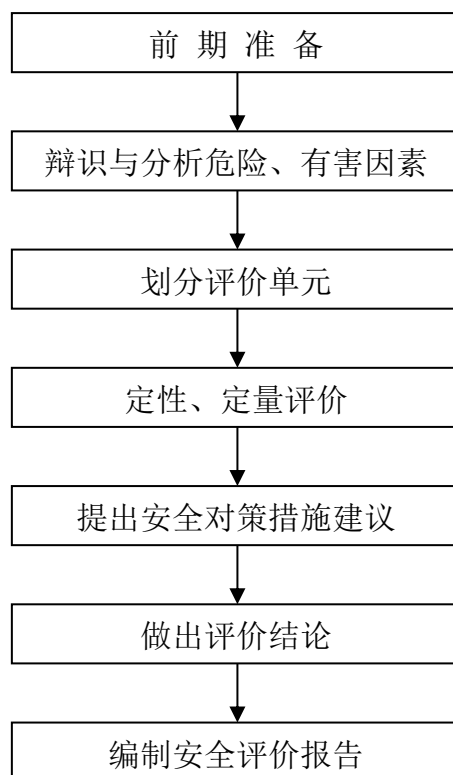 前 期 准 备
辩识与分析危险、有害因素
划分评价单元
定性、定量评价
提出安全对策措施建议
做出评价结论
编制安全评价报告